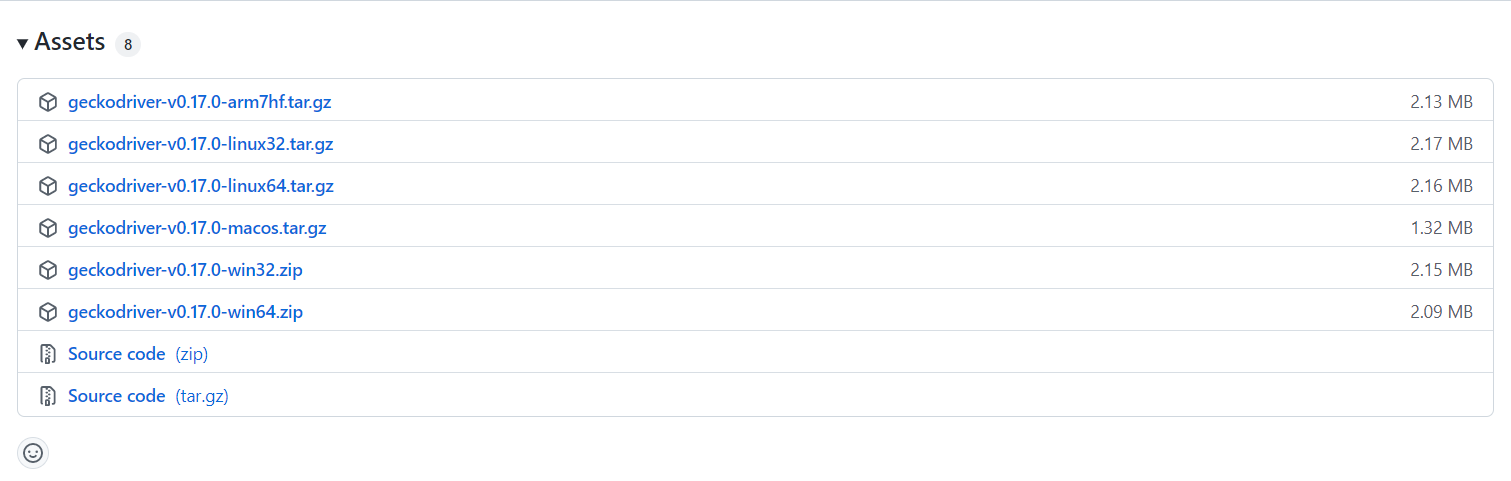 Assets 8
geckodriver-v0.17.0-arm7hf.tar.gz 2.13 MB
geckodriver-v0.17.0-linux32.tar.gz 2.17 MB
geckodriver-v0.17.0-linux64.tar.gz 2.16 MB
geckodriver-v0.17.0-macos.tar.gz 1.32 MB
geckodriver-v0.17.0-win32.zip 2.15 MB
geckodriver-v0.17.0-win64.zip 2.09 MB
Source code (zip)
Source code (tar.gz)